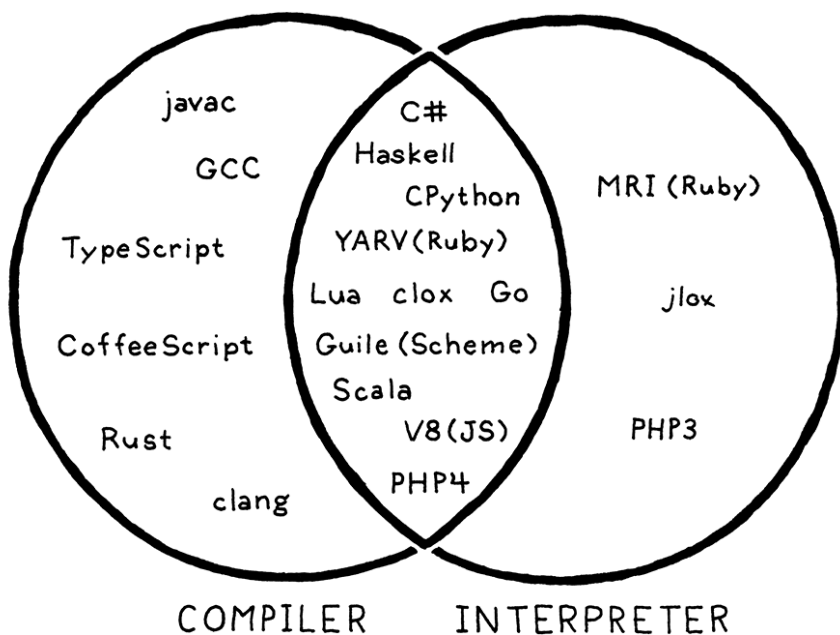 javac
GCC
TypeScript
CoffeeScript
Rust
clang
C#
Haskell
CPython
YARV (Ruby)
Lua clox Go
Guile (Scheme)
Scala
V8 (JS)
PHP4
MRI (Ruby)
jlox
PHP3
COMPILER INTERPRETER